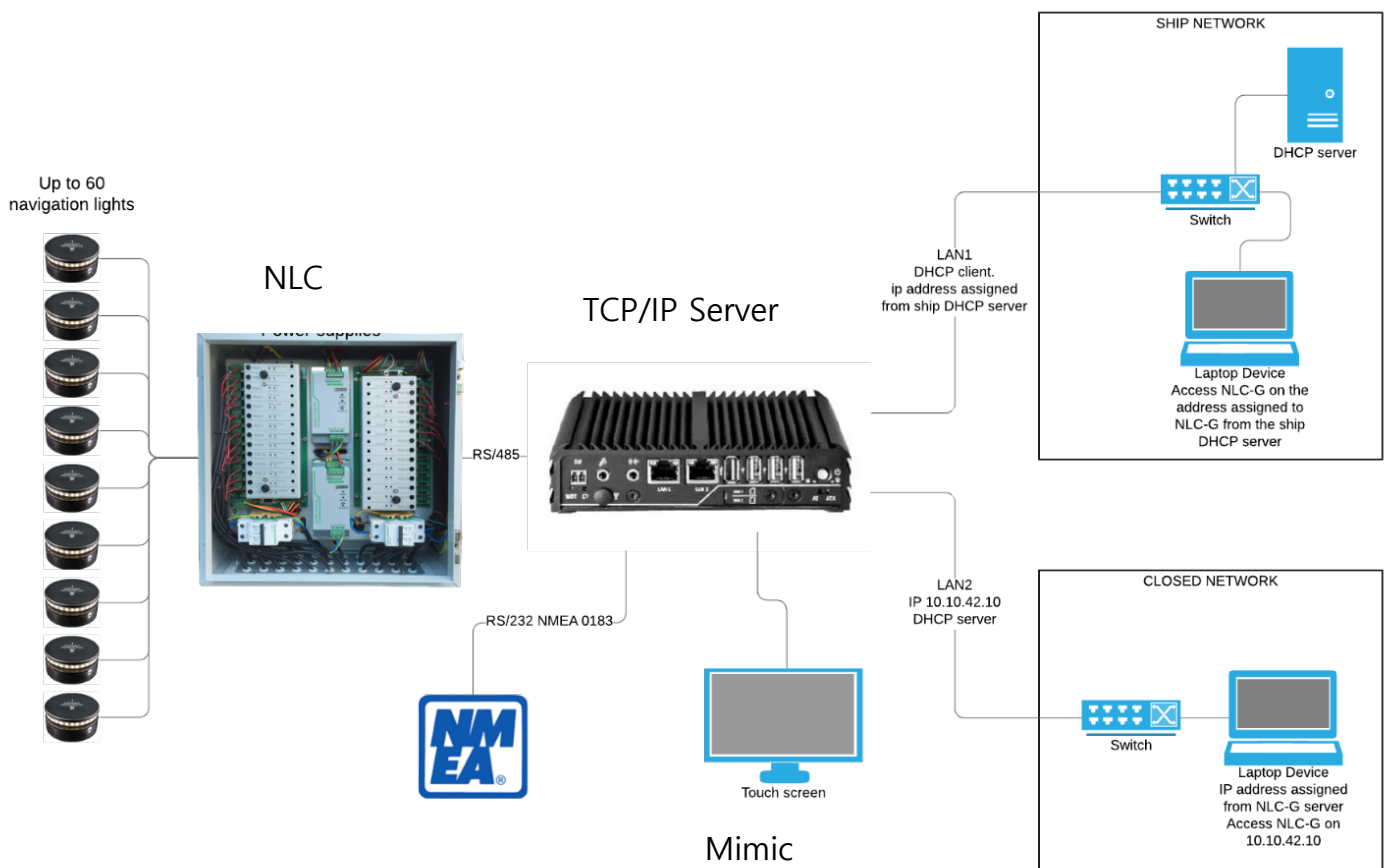 SHIP NETWORK
DHCP server
Switch
Up to 60
navigation lights
NLC
Power supplies
TCP/IP Server
LAN1
DHCP client.
ip address assigned
from ship DHCP server
Laptop Device
Access NLC-G on the
address assigned to
NLC-G from the ship
DHCP server
RS/485
LAN 1
LAN 2
AT ATX
RS/232 NMEA 0183
NM
EA®
LAN2
IP 10.10.42.10
DHCP server
CLOSED NETWORK
Switch
Laptop Device
IP address assigned
from NLC-G server
Access NLC-G on
10.10.42.10
Touch screen
Mimic